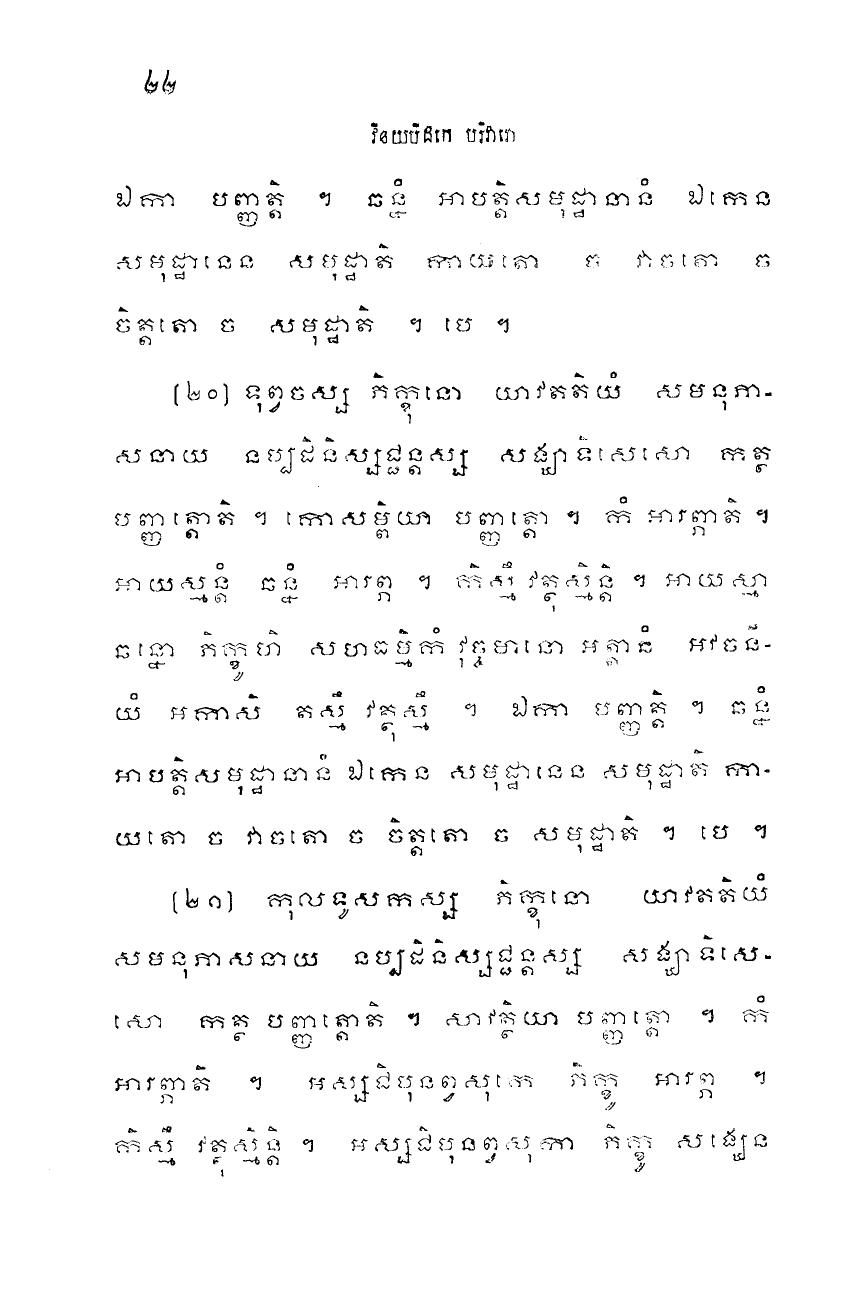 ២២
វិនយបិដកេ បរិវារោ
ឯកា បញ្ញត្តិ ។ ឆន្នំ អាបត្តិសមុដ្ឋានានំ ឯកេន
សមុដ្ឋានេន សមុដ្ឋាតិ កាយតោ ច វាចតោ ច
ចិត្តតោ ច សមុដ្ឋាតិ ។ បេ ។
(២០) ទុព្វចស្ស ភិក្ខុនោ យាវតតិយំ សមនុភា-
សនាយ នប្បដិនិស្សជ្ជន្តស្ស សង្ឃាទិសេសោ កត្ថ
បញ្ញត្តោតិ ។ កោសម្ពិយា បញ្ញត្តោ ។ កំ អារព្ភាតិ ។
អាយស្មន្តំ ឆន្នំ អារព្ភ ។ កិស្មឹ វត្ថុស្មិន្តិ ។ អាយស្មា
ឆន្នោ ភិក្ខូហិ សហធម្មិកំ វុច្ចមានោ អត្តានំ អវចនី-
យំ អកាសិ តស្មឹ វត្ថុស្មឹ ។ ឯកា បញ្ញត្តិ ។ ឆន្នំ
អាបត្តិសមុដ្ឋានានំ ឯកេន សមុដ្ឋានេន សមុដ្ឋាតិ កា-
យតោ ច វាចតោ ច ចិត្តតោ ច សមុដ្ឋាតិ ។ បេ ។
(២១) កុលទូសកស្ស ភិក្ខុនោ យាវតតិយំ
សមនុភាសនាយ នប្បដិនិស្សជ្ជន្តស្ស សង្ឃាទិសេ-
សោ កត្ថ បញ្ញត្តោតិ ។ សាវត្ថិយា បញ្ញត្តោ ។ កំ
អារព្ភាតិ ។ អស្សជិបុនព្វសុកេ ភិក្ខូ អារព្ភ ។
កិស្មឹ វត្ថុស្មិន្តិ ។ អស្សជិបុនព្វសុកា ភិក្ខូ សង្ឃេន